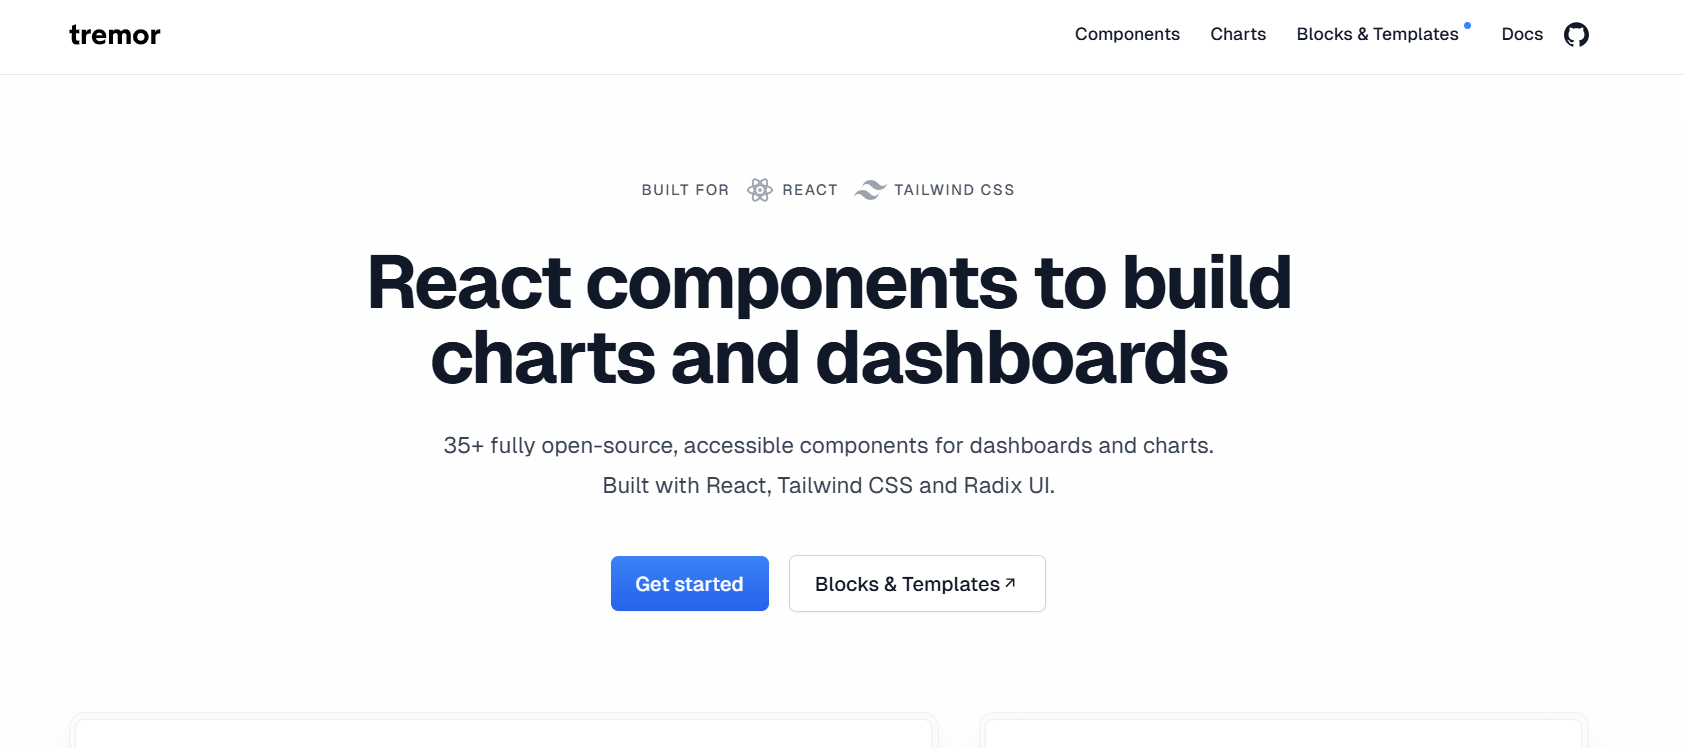 tremor
Components Charts Blocks & Templates Docs
BUILT FOR REACT TAILWIND CSS
React components to build
charts and dashboards
35+ fully open-source, accessible components for dashboards and charts.
Built with React, Tailwind CSS and Radix UI.
Get started
Blocks & Templates ↗